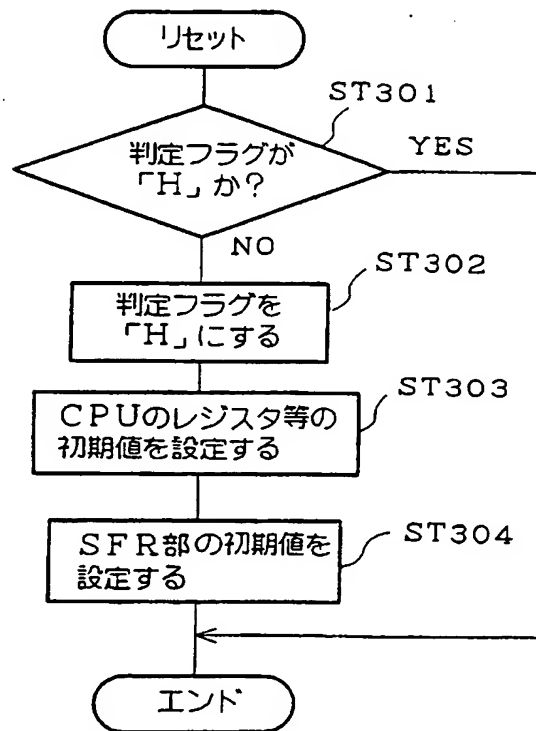 リセット
ST301
判定フラグが
「H」か?
YES
NO
ST302
判定フラグを
「H」にする
ST303
CPUのレジスタ等の
初期値を設定する
ST304
SFR部の初期値を
設定する
エンド